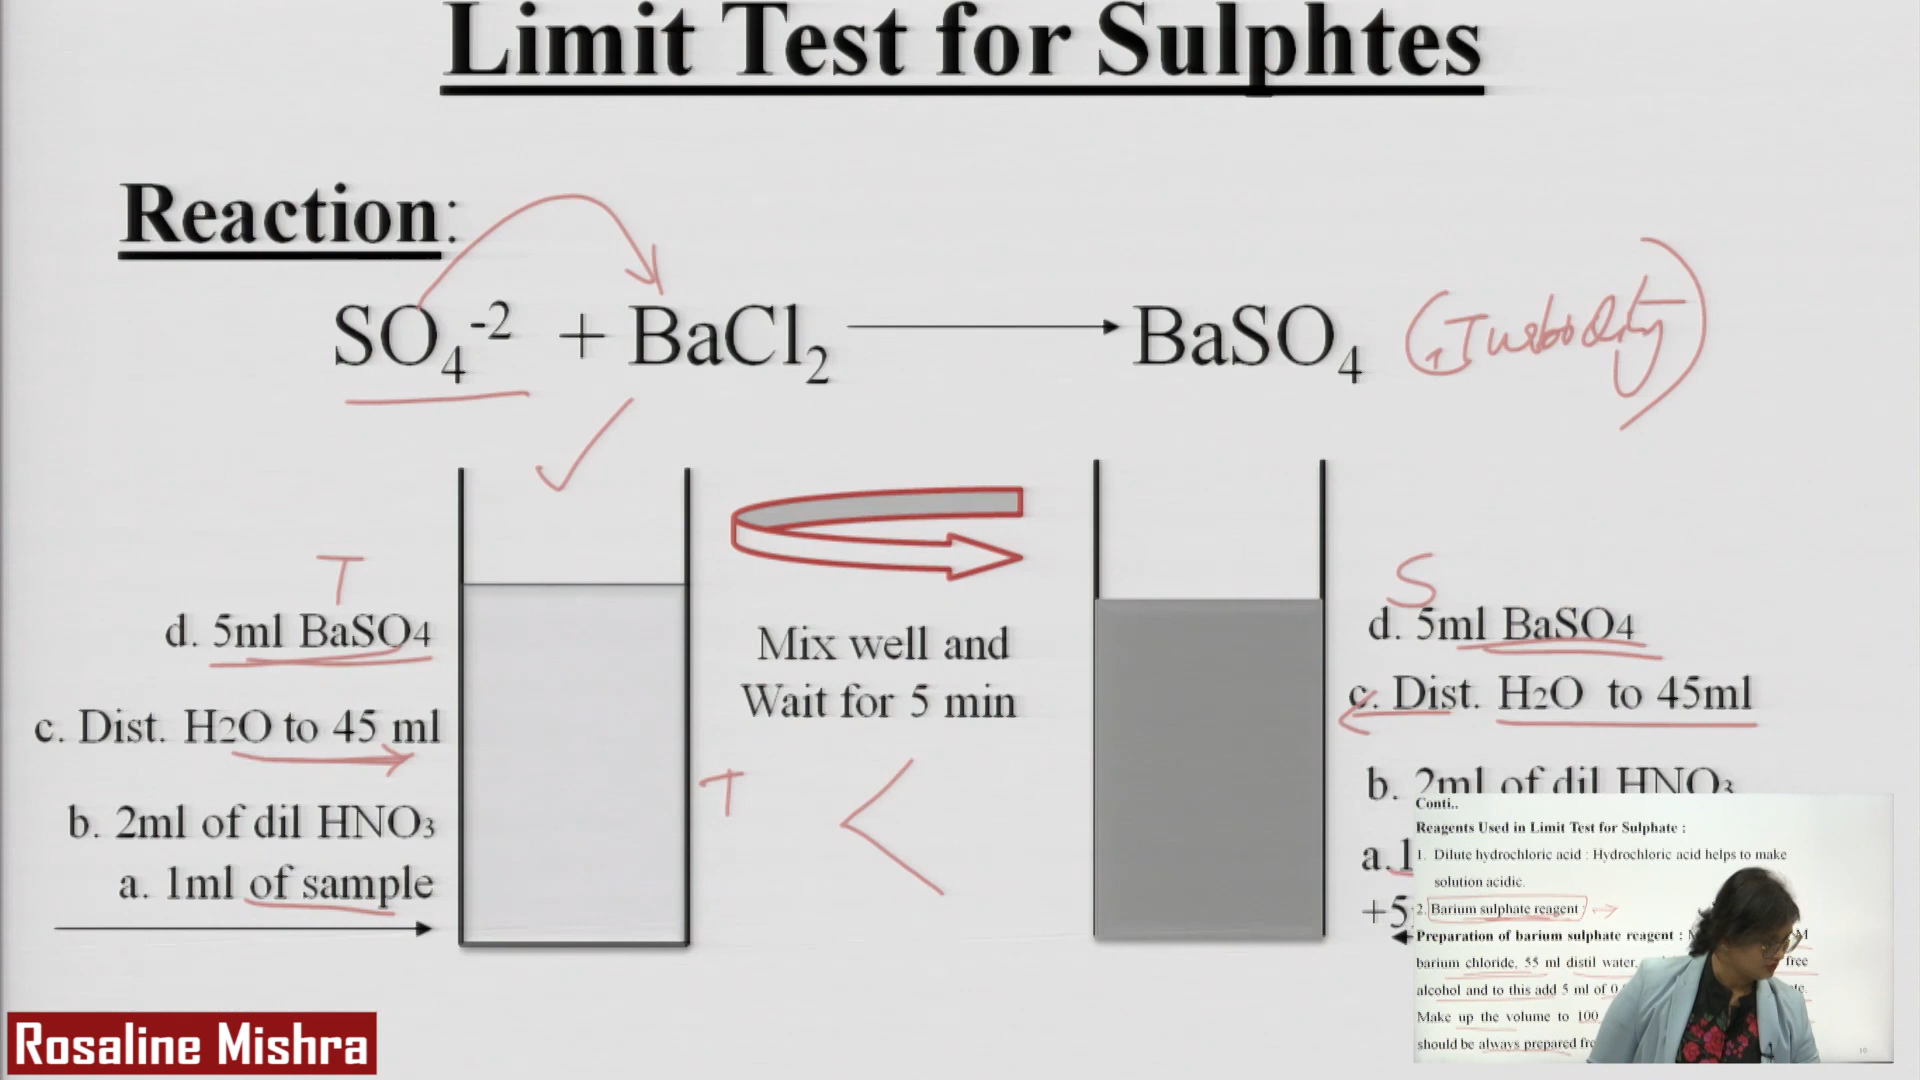 Limit Test for Sulphtes
Reaction:
SO₄⁻² + BaCl₂ BaSO₄ (Turbodity)
T
d. 5ml BaSO4
c. Dist. H2O to 45 ml
b. 2ml of dil HNO3
a. 1ml of sample
Mix well and
Wait for 5 min
T
<
S
d. 5ml BaSO4
c. Dist. H2O to 45ml
b. 2ml of dil HNO3
a.1
+5
Conti..
Reagents Used in Limit Test for Sulphate :
1. Dilute hydrochloric acid : Hydrochloric acid helps to make
solution acidic.
2. Barium sulphate reagent
Preparation of barium sulphate reagent : M
barium chloride, 55 ml distil water, free
alcohol and to this add 5 ml of 0.
Make up the volume to 100
should be always prepared
10
Rosaline Mishra